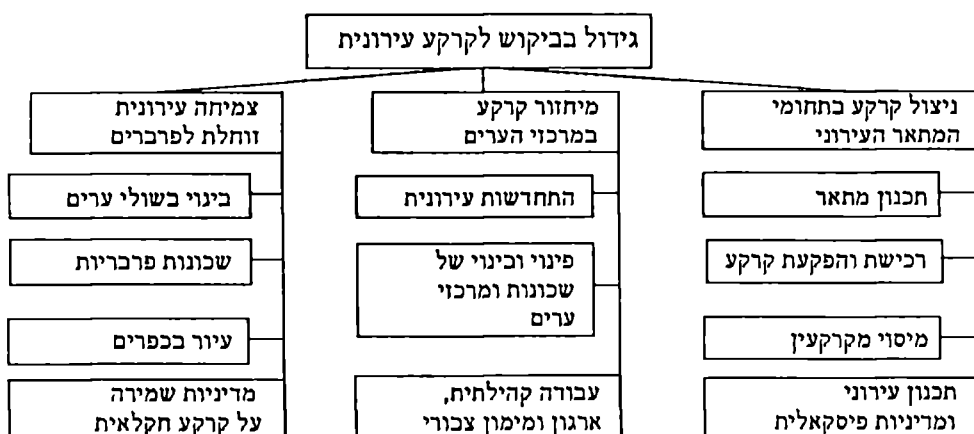 גידול בביקוש לקרקע עירונית
ניצול קרקע בתחומי
המתאר העירוני
תכנון מתאר
רכישת והפקעת קרקע
מיסוי מקרקעין
תכנון עירוני
ומדיניות פיסקאלית
מיחזור קרקע
במרכזי הערים
התחדשות עירונית
פינוי ובינוי של
שכונות ומרכזי
ערים
עבודה קהילתית,
ארגון ומימון צבורי
צמיחה עירונית
זוחלת לפרברים
בינוי בשולי ערים
שכונות פרבריות
עיור בכפרים
מדיניות שמירה
על קרקע חקלאית